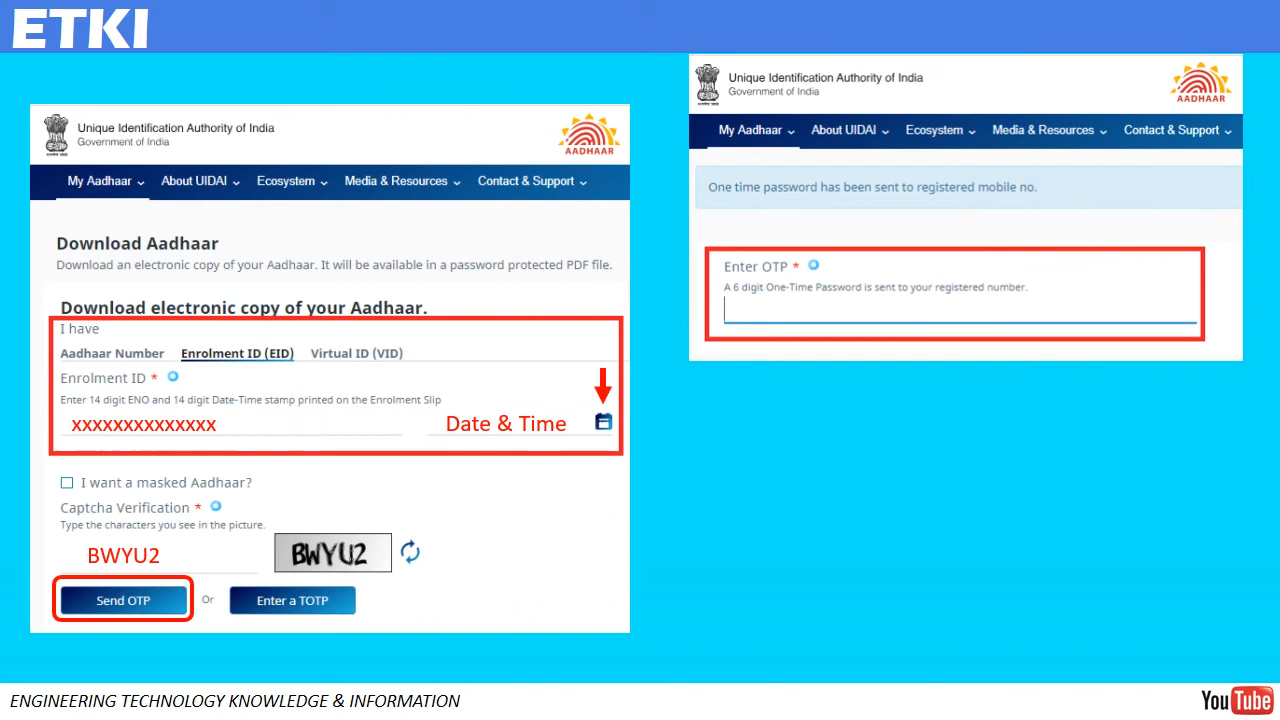 ETKI
Unique Identification Authority of India
Government of India
AADHAAR
My Aadhaar About UIDAI Ecosystem Media & Resources Contact & Support
Download Aadhaar
Download an electronic copy of your Aadhaar. It will be available in a password protected PDF file.
Download electronic copy of your Aadhaar.
I have
Aadhaar Number Enrolment ID (EID) Virtual ID (VID)
Enrolment ID *
Enter 14 digit ENO and 14 digit Date-Time stamp printed on the Enrolment Slip
xxxxxxxxxxxxxx Date & Time
I want a masked Aadhaar?
Captcha Verification *
Type the characters you see in the picture.
BWYU2 BWYU2
Send OTP Or Enter a TOTP
Unique Identification Authority of India
Government of India
AADHAAR
My Aadhaar About UIDAI Ecosystem Media & Resources Contact & Support
One time password has been sent to registered mobile no.
Enter OTP *
A 6 digit One-Time Password is sent to your registered number.
ENGINEERING TECHNOLOGY KNOWLEDGE & INFORMATION
YouTube